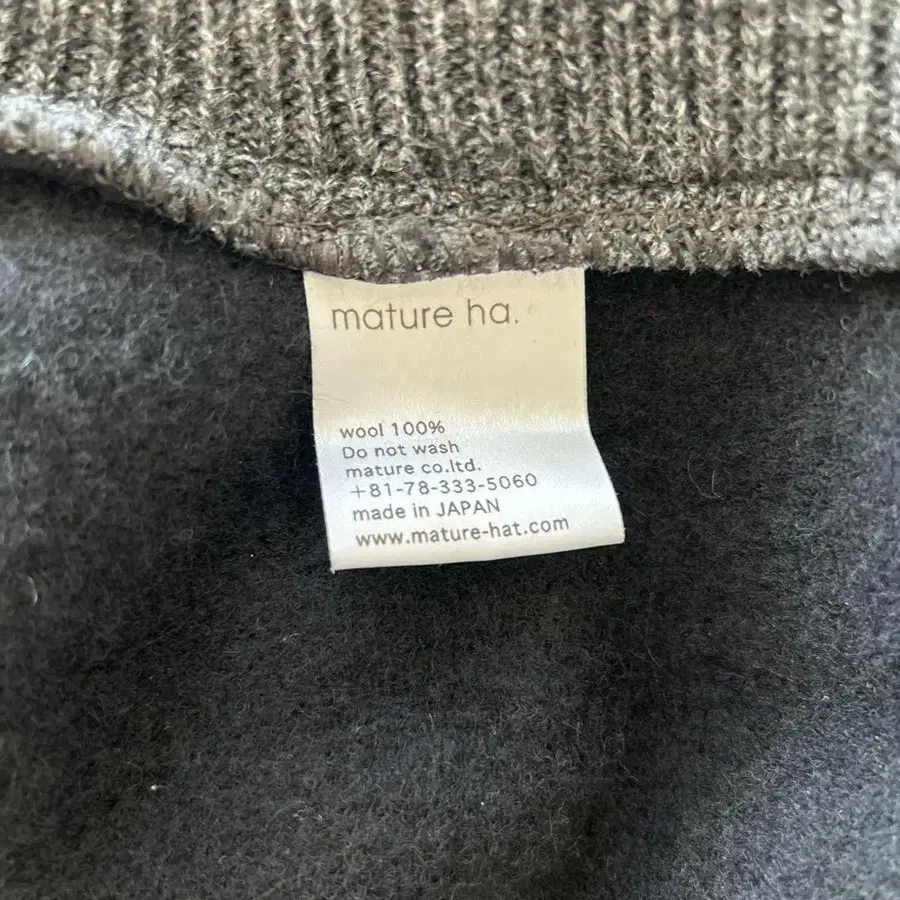 mature ha.
wool 100%
Do not wash
mature co.ltd.
+81-78-333-5060
made in JAPAN
www.mature-hat.com